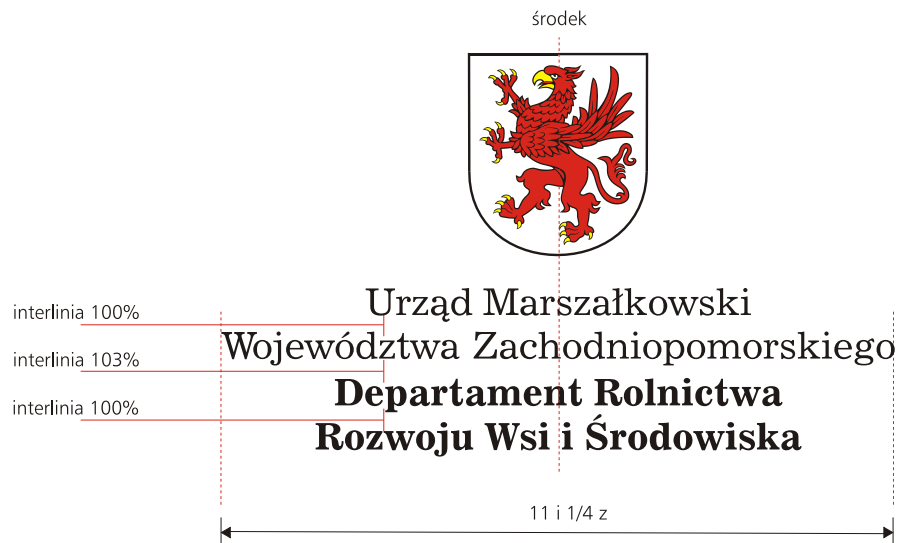 środek
Urząd Marszałkowski
interlinia 100%
Województwa Zachodniopomorskiego
interlinia 103%
Departament Rolnictwa
interlinia 100%
Rozwoju Wsi i Środowiska
11 i 1/4 z